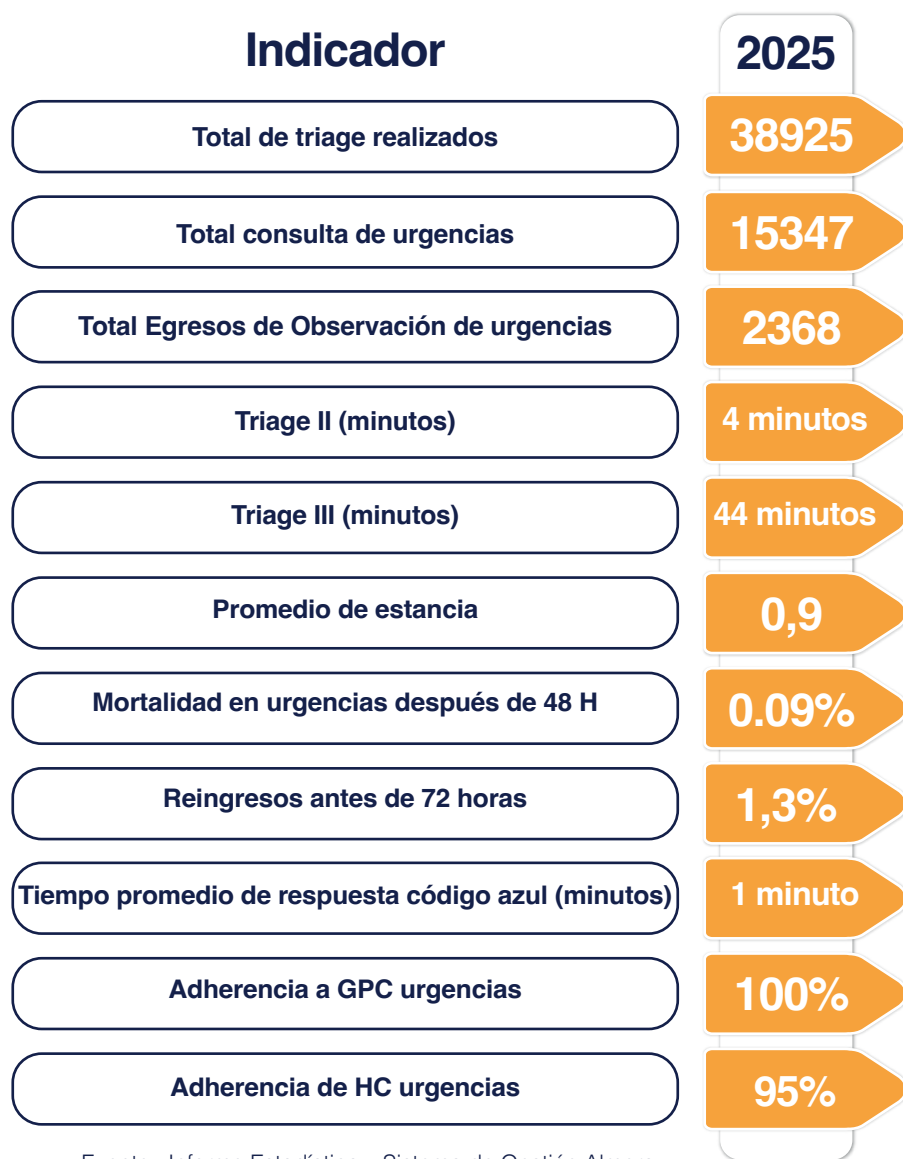 Indicador 2025
Total de triage realizados 38925
Total consulta de urgencias 15347
Total Egresos de Observación de urgencias 2368
Triage II (minutos) 4 minutos
Triage III (minutos) 44 minutos
Promedio de estancia 0,9
Mortalidad en urgencias después de 48 H 0.09%
Reingresos antes de 72 horas 1,3%
Tiempo promedio de respuesta código azul (minutos) 1 minuto
Adherencia a GPC urgencias 100%
Adherencia de HC urgencias 95%